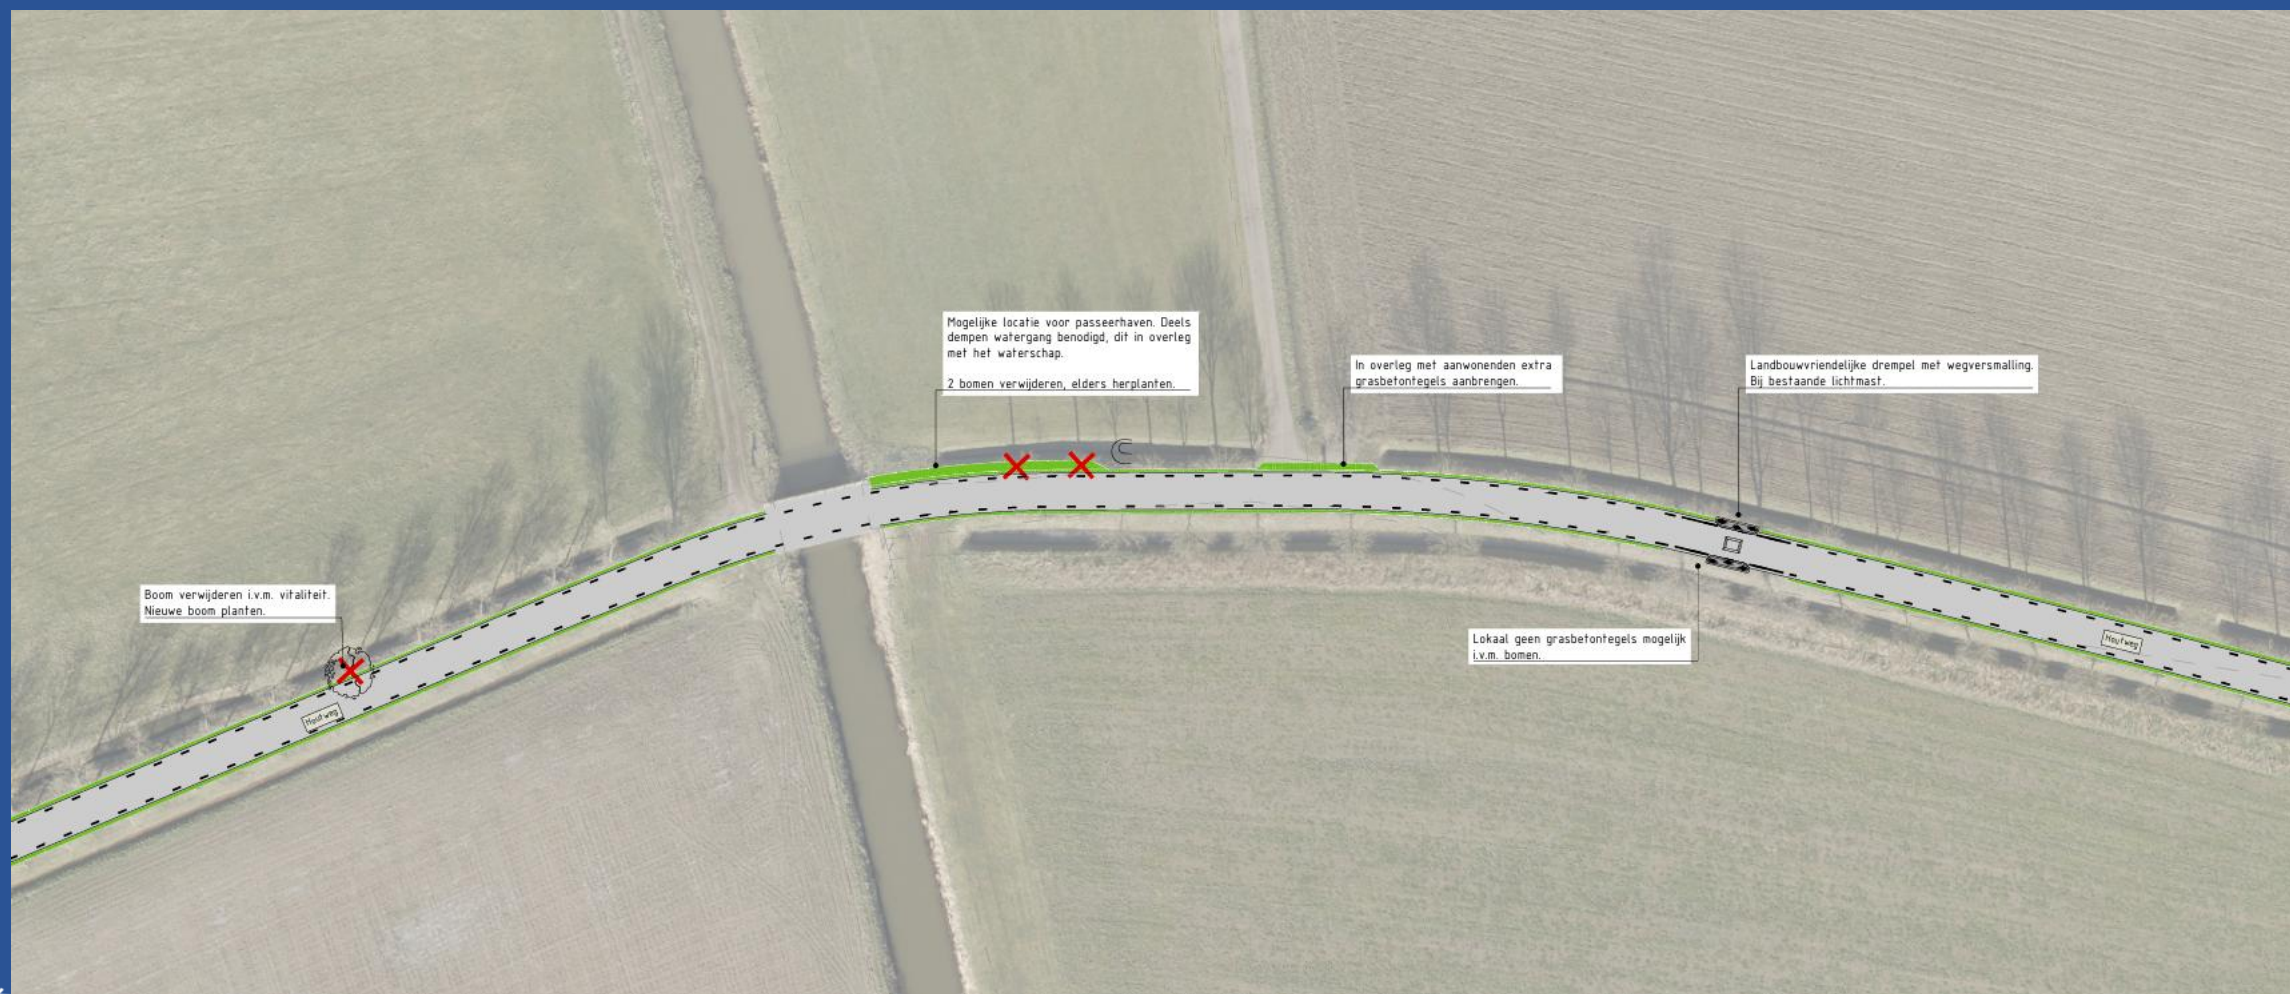 Mogelijke locatie voor passeerhaven. Deels
dempen watergang benodigd, dit in overleg
met het waterschap.
2 bomen verwijderen, elders herplanten.
In overleg met aanwonenden extra
grasbetontegels aanbrengen.
Landbouwvriendelijke drempel met wegversmalling.
Bij bestaande lichtmast.
Boom verwijderen i.v.m. vitaliteit.
Nieuwe boom planten.
Lokaal geen grasbetontegels mogelijk
i.v.m. bomen.
Houtweg
Houtweg